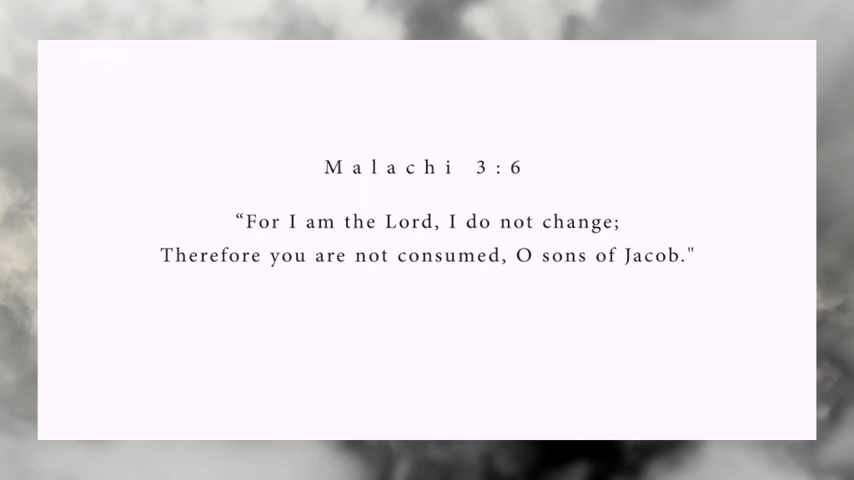 Malachi 3:6
“For I am the Lord, I do not change;
Therefore you are not consumed, O sons of Jacob."